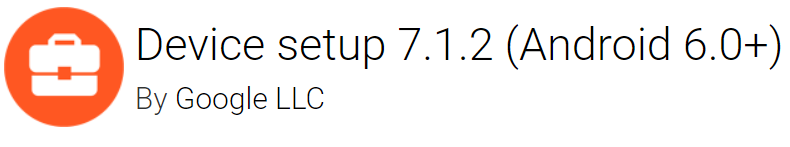 Device setup 7.1.2 (Android 6.0+)
By Google LLC